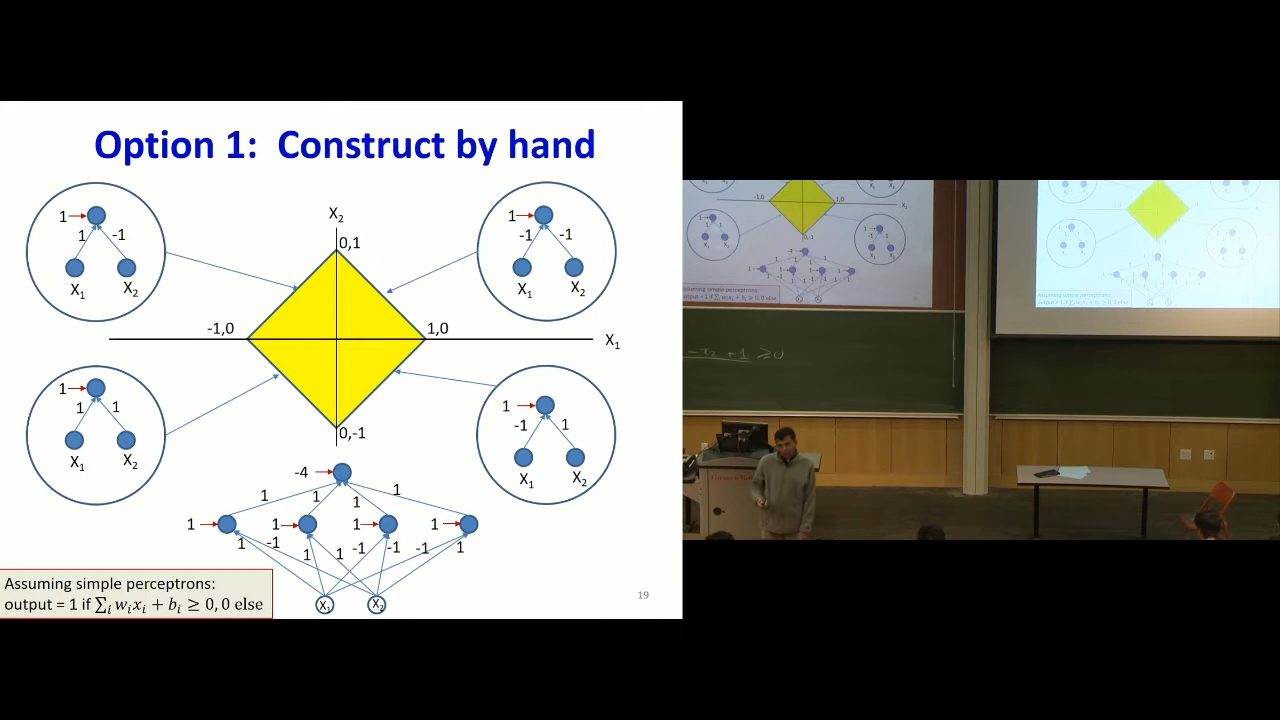 Option 1: Construct by hand
1
1 -1
X₁ X₂
X₂
0,1
1
-1 -1
X₁ X₂
-1,0
1,0
X₁
1
1 1
X₁ X₂
0,-1
1
-1 1
X₁ X₂
-4
1 1 1 1
1 1 1 1
1 -1 1 1 -1 -1 -1 1
X₁ X₂
Assuming simple perceptrons:
output = 1 if ∑ᵢ wᵢxᵢ + bᵢ ≥ 0, 0 else
19
-x₂ + 1 ≥ 0